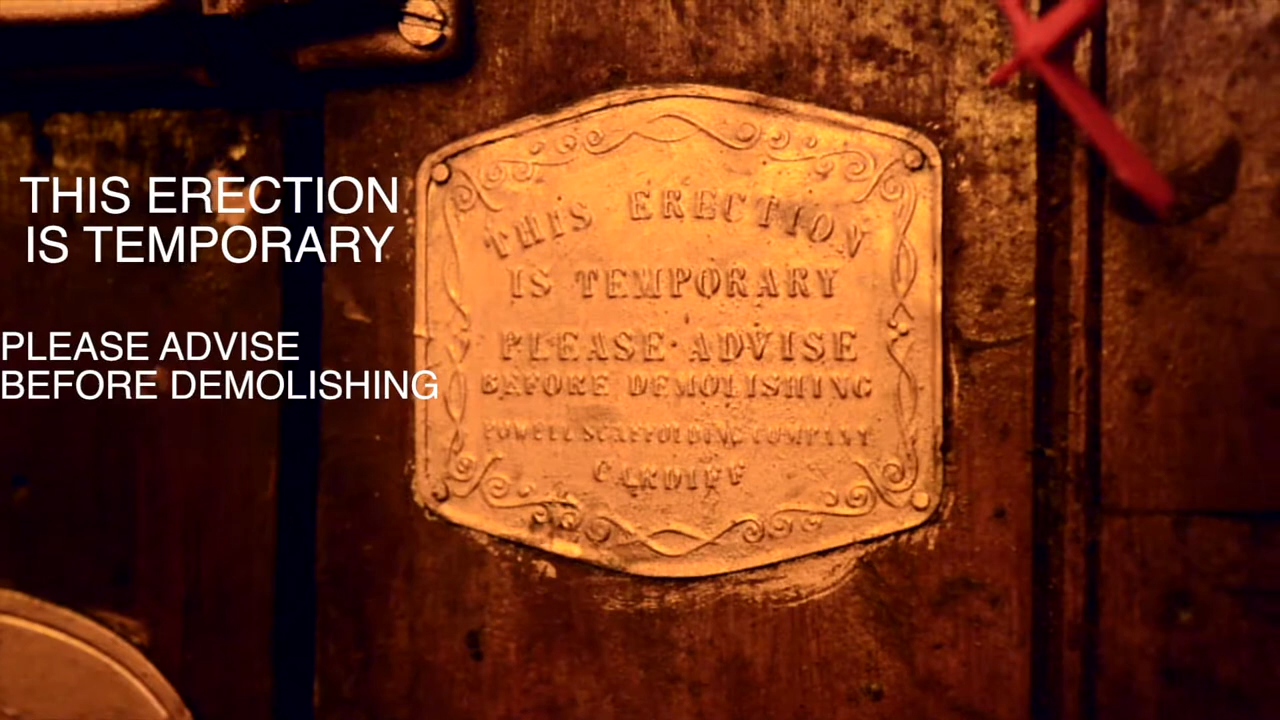 THIS ERECTION
IS TEMPORARY
PLEASE ADVISE
BEFORE DEMOLISHING
THIS ERECTION
IS TEMPORARY
PLEASE·ADVISE
BEFORE DEMOLISHING
POWELL SCAFFOLDING COMPANY
CARDIFF